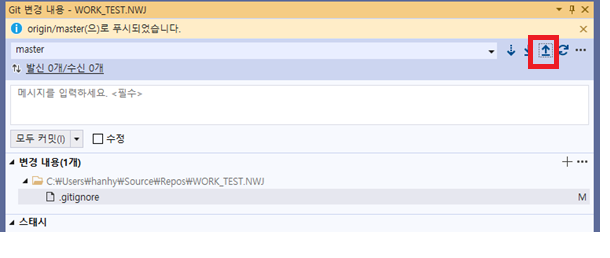 Git 변경 내용 - WORK_TEST.NWJ
origin/master(으)로 푸시되었습니다.
master
발신 0개/수신 0개
메시지를 입력하세요. <필수>
모두 커밋(I) 수정
변경 내용(1개)
C:₩Users₩hanhy₩Source₩Repos₩WORK_TEST.NWJ
.gitignore M
스태시